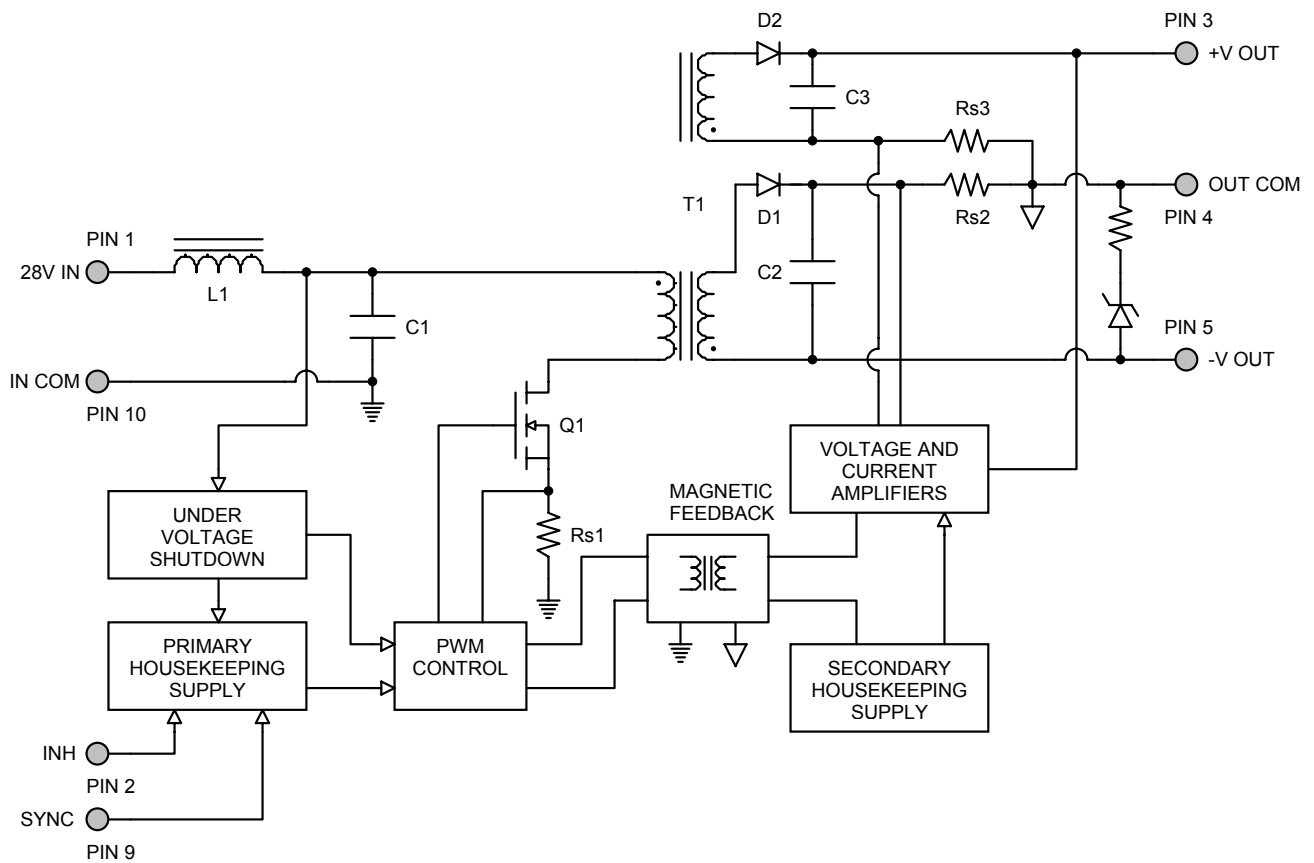 D2
PIN 3
+V OUT
C3
Rs3
OUT COM
T1
D1
Rs2
PIN 4
PIN 1
28V IN
L1
C2
C1
PIN 5
-V OUT
IN COM
PIN 10
Q1
VOLTAGE AND
CURRENT
AMPLIFIERS
MAGNETIC
FEEDBACK
UNDER
VOLTAGE
SHUTDOWN
Rs1
PRIMARY
HOUSEKEEPING
SUPPLY
PWM
CONTROL
SECONDARY
HOUSEKEEPING
SUPPLY
INH
PIN 2
SYNC
PIN 9